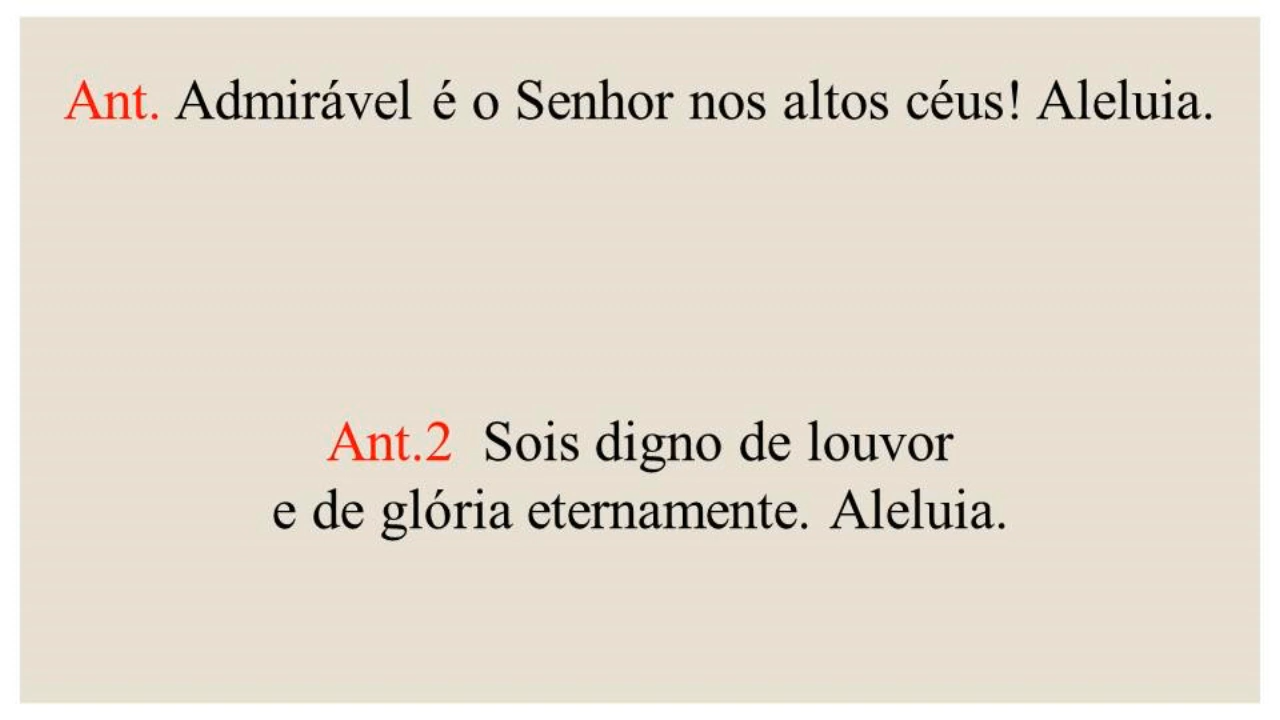 Ant. Admirável é o Senhor nos altos céus! Aleluia.
Ant.2 Sois digno de louvor
e de glória eternamente. Aleluia.